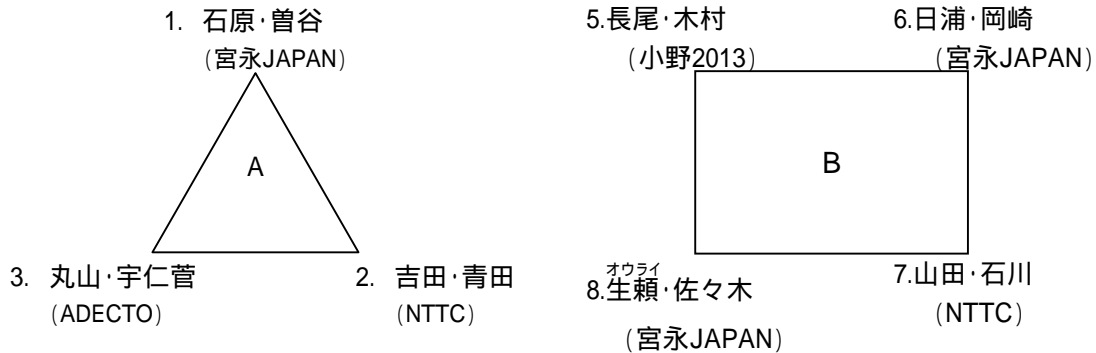 1. 石原·曽谷
(宮永JAPAN)
A
3. 丸山·宇仁菅
(ADECTO)
2. 吉田·青田
(NTTC)
5.長尾·木村
(小野2013)
6.日浦·岡崎
(宮永JAPAN)
B
オウライ
8.生頼·佐々木
(宮永JAPAN)
7.山田·石川
(NTTC)